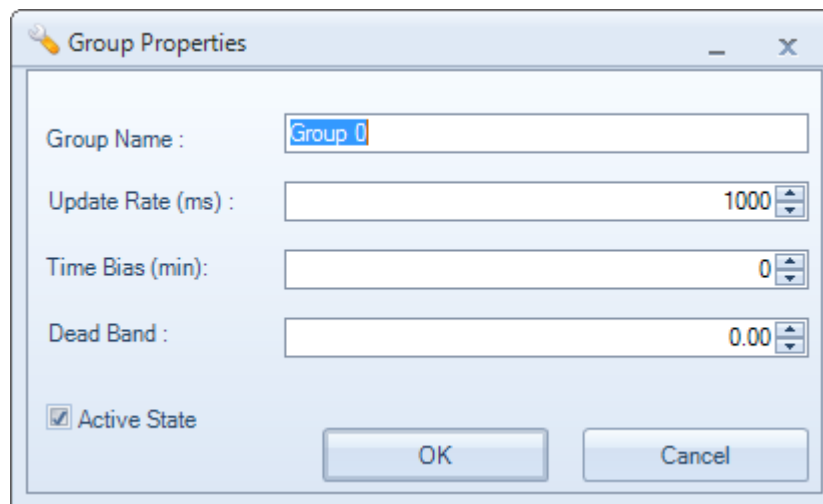 Group Properties
Group Name :
Group 0
Update Rate (ms) :
1000
Time Bias (min):
0
Dead Band :
0.00
Active State
OK
Cancel